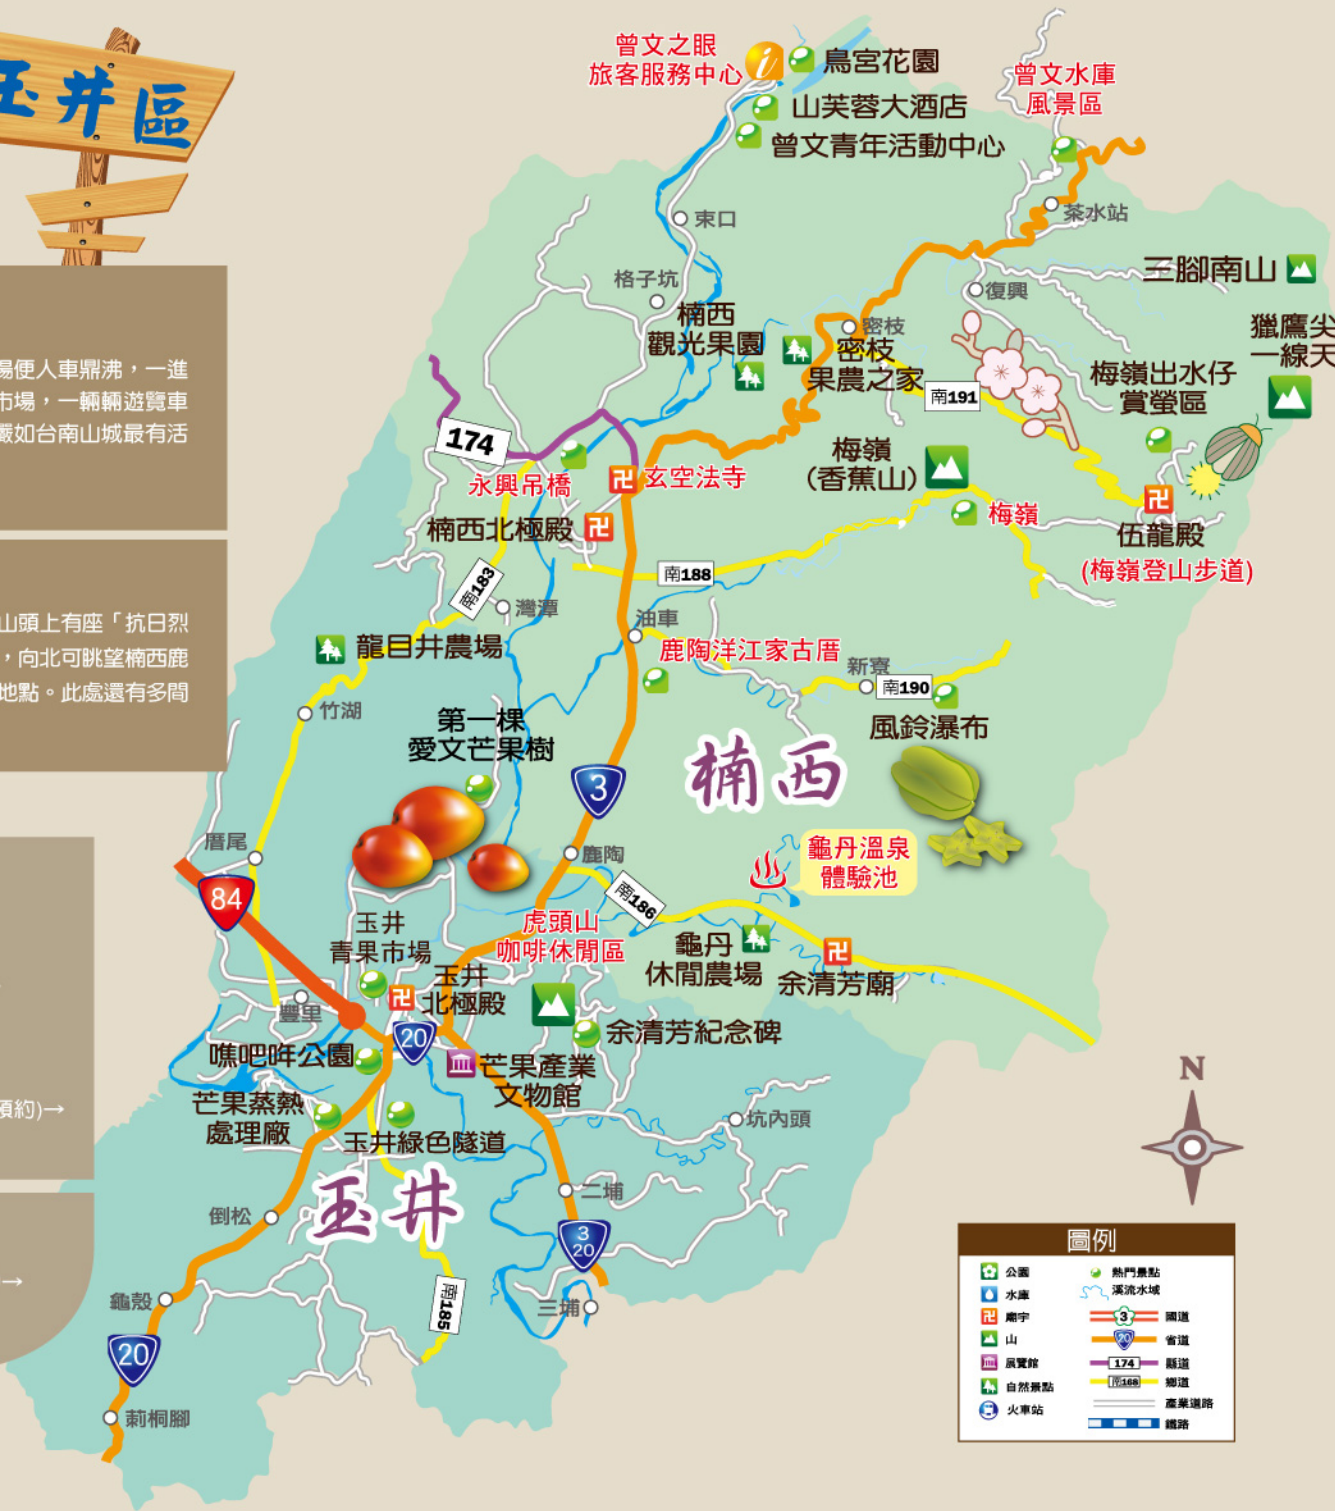 玉井區
場便人車鼎沸，一進
市場，一輛輛遊覽車
嚴如台南山城最有活
山頭上有座「抗日烈
，向北可眺望楠西鹿
地點。此處還有多間
預約)→
→
曾文之眼
旅客服務中心
鳥宮花園
山芙蓉大酒店
曾文青年活動中心
曾文水庫
風景區
茶水站
東口
格子坑
三腳南山
復興
獵鷹尖
一線天
楠西
觀光果園
密枝
密枝
果農之家
南191
梅嶺出水仔
賞螢區
174
永興吊橋
玄空法寺
梅嶺
(香蕉山)
梅嶺
楠西北極殿
伍龍殿
(梅嶺登山步道)
南188
南183
灣潭
油車
龍目井農場
鹿陶洋江家古厝
新寮
南190
風鈴瀑布
竹湖
第一棵
愛文芒果樹
楠西
3
厝尾
鹿陶
龜丹溫泉
體驗池
84
南186
玉井
青果市場
虎頭山
咖啡休閒區
龜丹
休閒農場
余清芳廟
玉井
北極殿
豐里
20
余清芳紀念碑
噍吧哖公園
芒果產業
文物館
芒果蒸熱
處理廠
玉井綠色隧道
坑內頭
N
玉井
二埔
倒松
3
20
龜殼
南185
三埔
20
莿桐腳
圖例
公園
熱門景點
水庫
溪流水域
廟宇
3
國道
山
20
省道
展覽館
174
縣道
自然景點
南168
鄉道
火車站
產業道路
鐵路